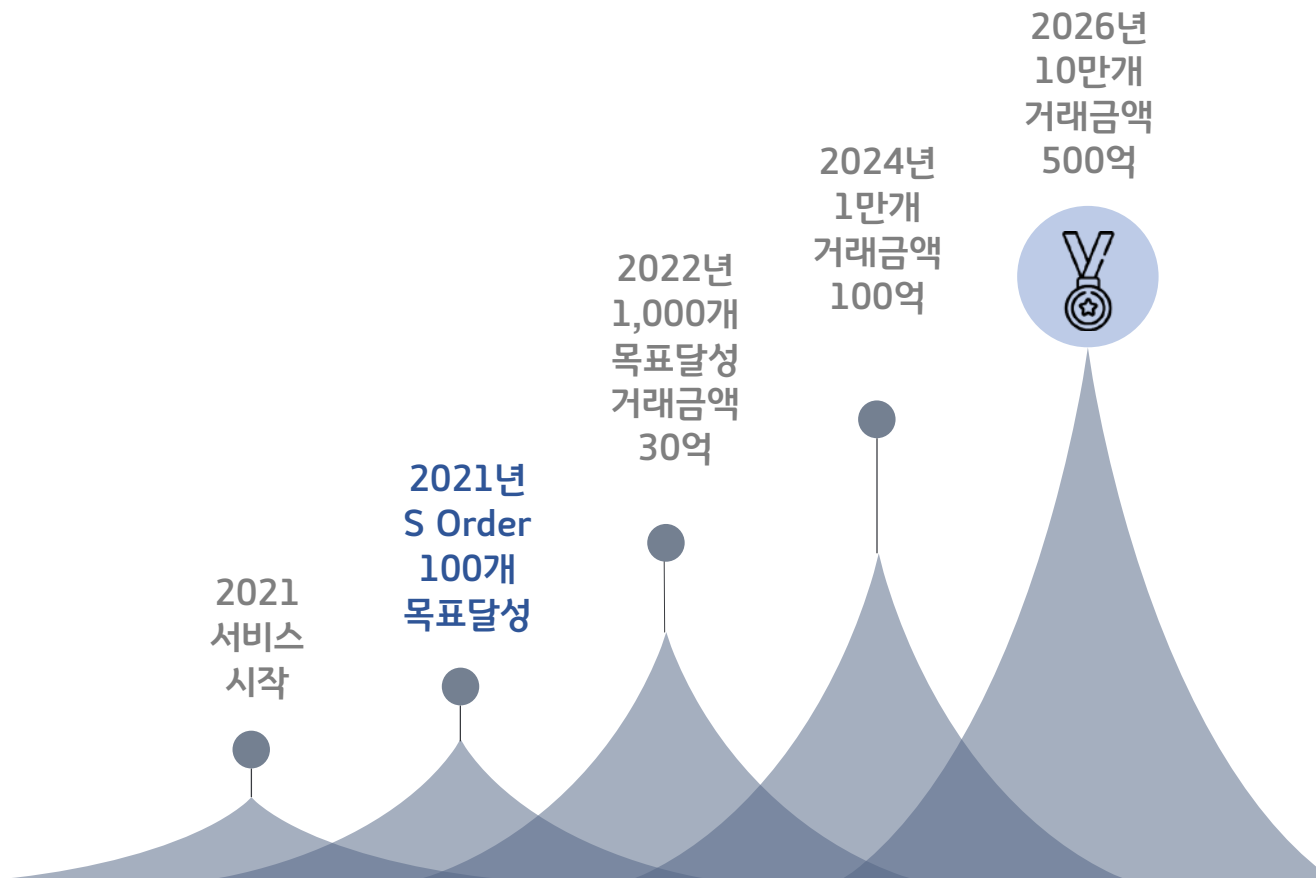 2021
서비스
시작
2021년
S Order
100개
목표달성
2022년
1,000개
목표달성
거래금액
30억
2024년
1만개
거래금액
100억
2026년
10만개
거래금액
500억